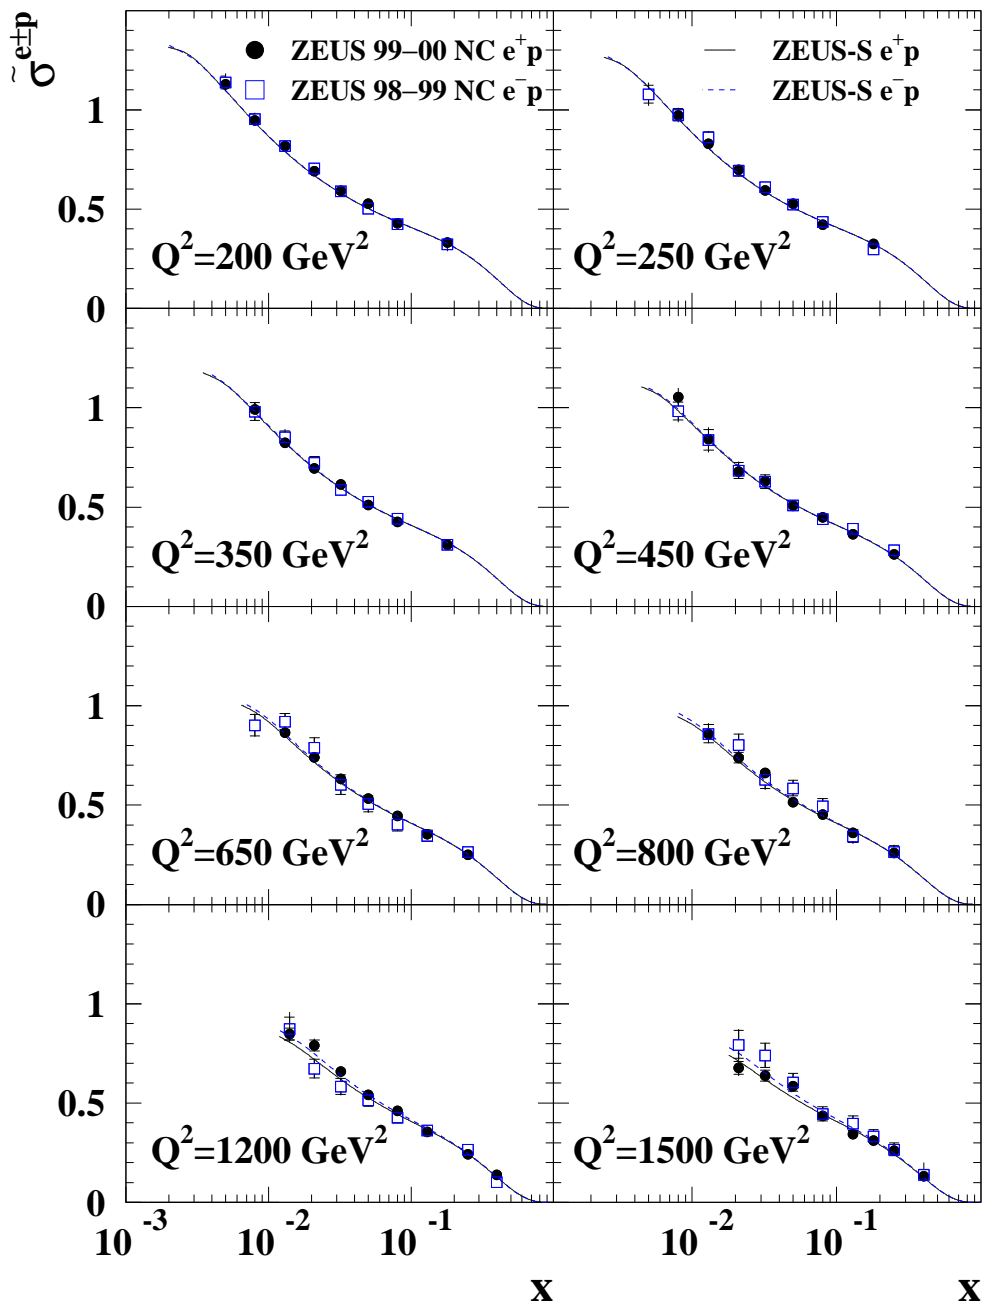 σ̃ e±p
ZEUS 99–00 NC e⁺p
ZEUS 98–99 NC e⁻p
ZEUS-S e⁺p
ZEUS-S e⁻p
1
0.5
0
Q²=200 GeV²
Q²=250 GeV²
1
0.5
0
Q²=350 GeV²
Q²=450 GeV²
1
0.5
0
Q²=650 GeV²
Q²=800 GeV²
1
0.5
0
Q²=1200 GeV²
Q²=1500 GeV²
10⁻³ 10⁻² 10⁻¹ 10⁻² 10⁻¹
x x